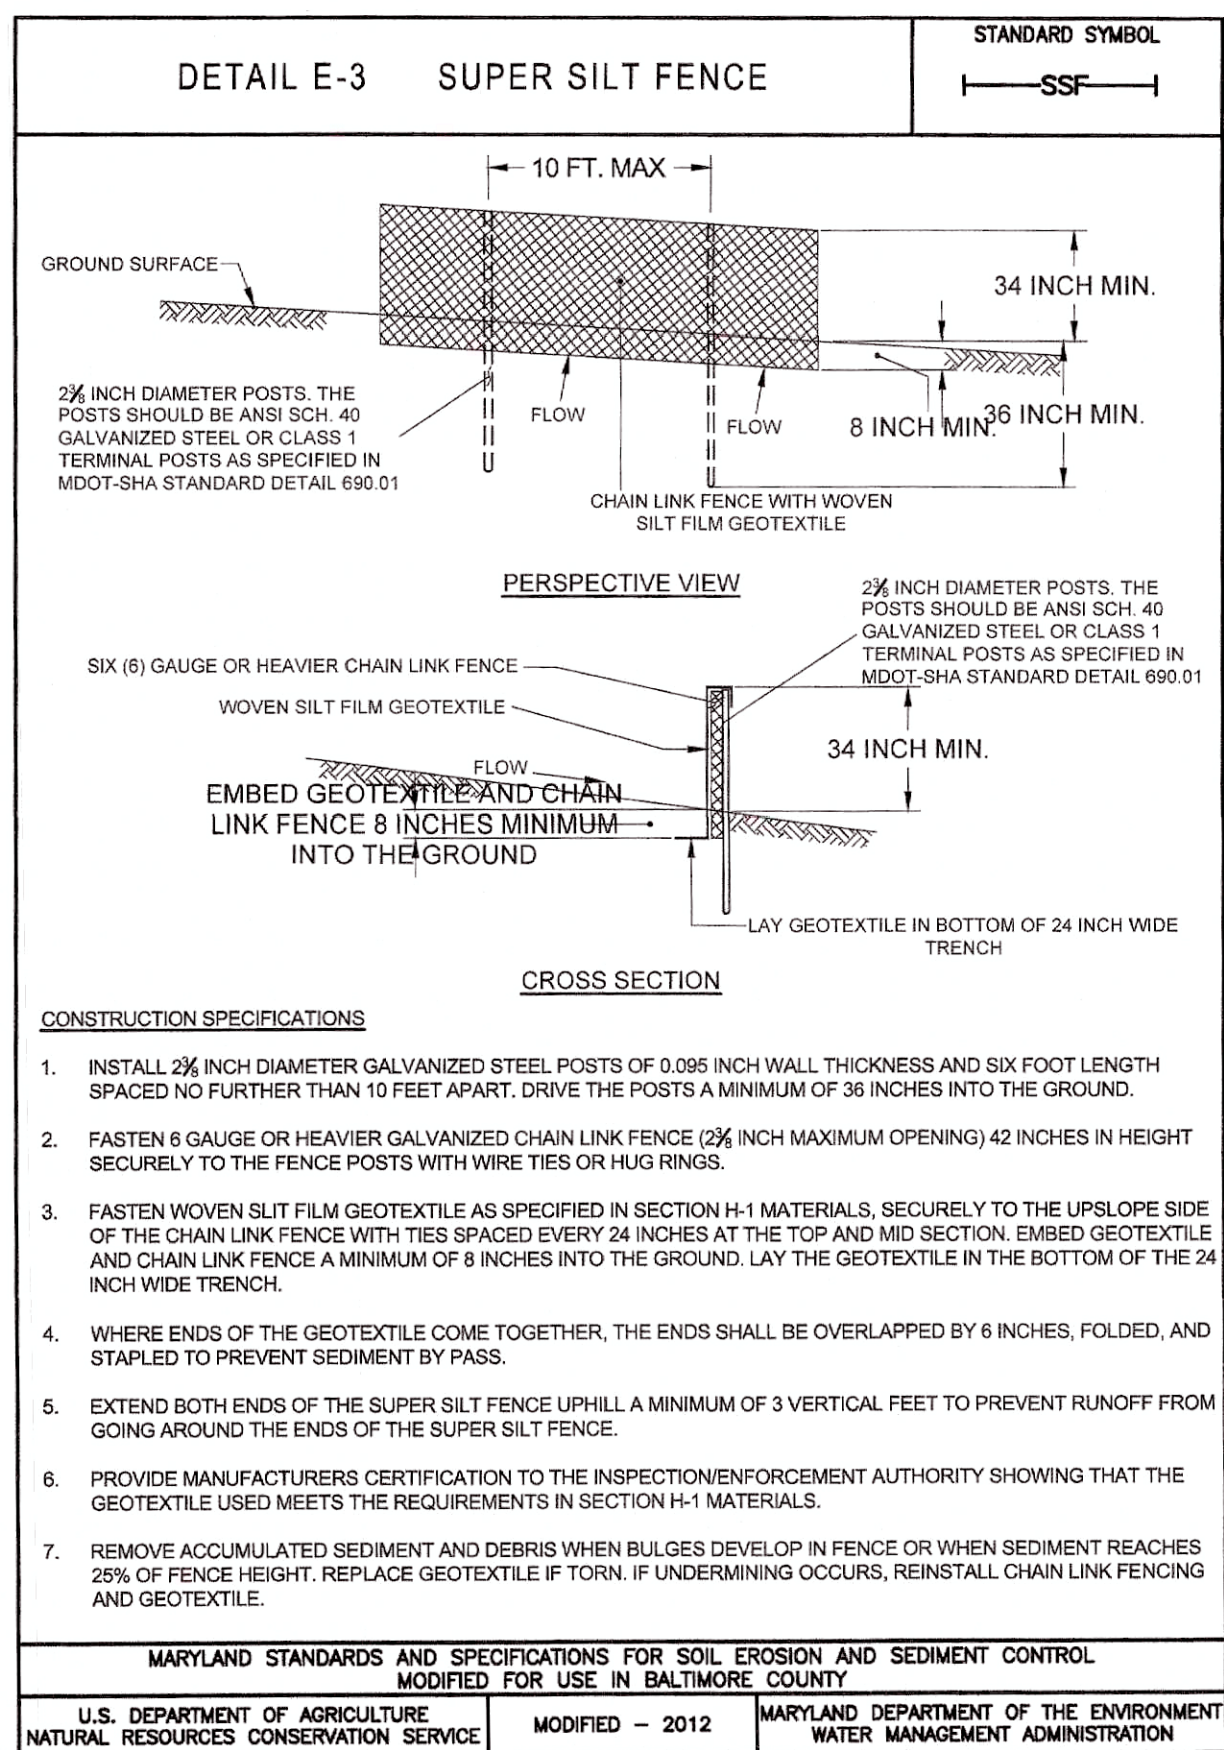 DETAIL E-3 SUPER SILT FENCE
STANDARD SYMBOL
SSF
10 FT. MAX
GROUND SURFACE
34 INCH MIN.
2⅜ INCH DIAMETER POSTS. THE
POSTS SHOULD BE ANSI SCH. 40
GALVANIZED STEEL OR CLASS 1
TERMINAL POSTS AS SPECIFIED IN
MDOT-SHA STANDARD DETAIL 690.01
FLOW
FLOW
8 INCH MIN.
36 INCH MIN.
CHAIN LINK FENCE WITH WOVEN
SILT FILM GEOTEXTILE
PERSPECTIVE VIEW
2⅜ INCH DIAMETER POSTS. THE
POSTS SHOULD BE ANSI SCH. 40
GALVANIZED STEEL OR CLASS 1
TERMINAL POSTS AS SPECIFIED IN
MDOT-SHA STANDARD DETAIL 690.01
SIX (6) GAUGE OR HEAVIER CHAIN LINK FENCE
WOVEN SILT FILM GEOTEXTILE
34 INCH MIN.
FLOW
EMBED GEOTEXTILE AND CHAIN
LINK FENCE 8 INCHES MINIMUM
INTO THE GROUND
LAY GEOTEXTILE IN BOTTOM OF 24 INCH WIDE
TRENCH
CROSS SECTION
CONSTRUCTION SPECIFICATIONS
1. INSTALL 2⅜ INCH DIAMETER GALVANIZED STEEL POSTS OF 0.095 INCH WALL THICKNESS AND SIX FOOT LENGTH
SPACED NO FURTHER THAN 10 FEET APART. DRIVE THE POSTS A MINIMUM OF 36 INCHES INTO THE GROUND.
2. FASTEN 6 GAUGE OR HEAVIER GALVANIZED CHAIN LINK FENCE (2⅜ INCH MAXIMUM OPENING) 42 INCHES IN HEIGHT
SECURELY TO THE FENCE POSTS WITH WIRE TIES OR HUG RINGS.
3. FASTEN WOVEN SLIT FILM GEOTEXTILE AS SPECIFIED IN SECTION H-1 MATERIALS, SECURELY TO THE UPSLOPE SIDE
OF THE CHAIN LINK FENCE WITH TIES SPACED EVERY 24 INCHES AT THE TOP AND MID SECTION. EMBED GEOTEXTILE
AND CHAIN LINK FENCE A MINIMUM OF 8 INCHES INTO THE GROUND. LAY THE GEOTEXTILE IN THE BOTTOM OF THE 24
INCH WIDE TRENCH.
4. WHERE ENDS OF THE GEOTEXTILE COME TOGETHER, THE ENDS SHALL BE OVERLAPPED BY 6 INCHES, FOLDED, AND
STAPLED TO PREVENT SEDIMENT BY PASS.
5. EXTEND BOTH ENDS OF THE SUPER SILT FENCE UPHILL A MINIMUM OF 3 VERTICAL FEET TO PREVENT RUNOFF FROM
GOING AROUND THE ENDS OF THE SUPER SILT FENCE.
6. PROVIDE MANUFACTURERS CERTIFICATION TO THE INSPECTION/ENFORCEMENT AUTHORITY SHOWING THAT THE
GEOTEXTILE USED MEETS THE REQUIREMENTS IN SECTION H-1 MATERIALS.
7. REMOVE ACCUMULATED SEDIMENT AND DEBRIS WHEN BULGES DEVELOP IN FENCE OR WHEN SEDIMENT REACHES
25% OF FENCE HEIGHT. REPLACE GEOTEXTILE IF TORN. IF UNDERMINING OCCURS, REINSTALL CHAIN LINK FENCING
AND GEOTEXTILE.
MARYLAND STANDARDS AND SPECIFICATIONS FOR SOIL EROSION AND SEDIMENT CONTROL
MODIFIED FOR USE IN BALTIMORE COUNTY
U.S. DEPARTMENT OF AGRICULTURE
NATURAL RESOURCES CONSERVATION SERVICE
MODIFIED – 2012
MARYLAND DEPARTMENT OF THE ENVIRONMENT
WATER MANAGEMENT ADMINISTRATION